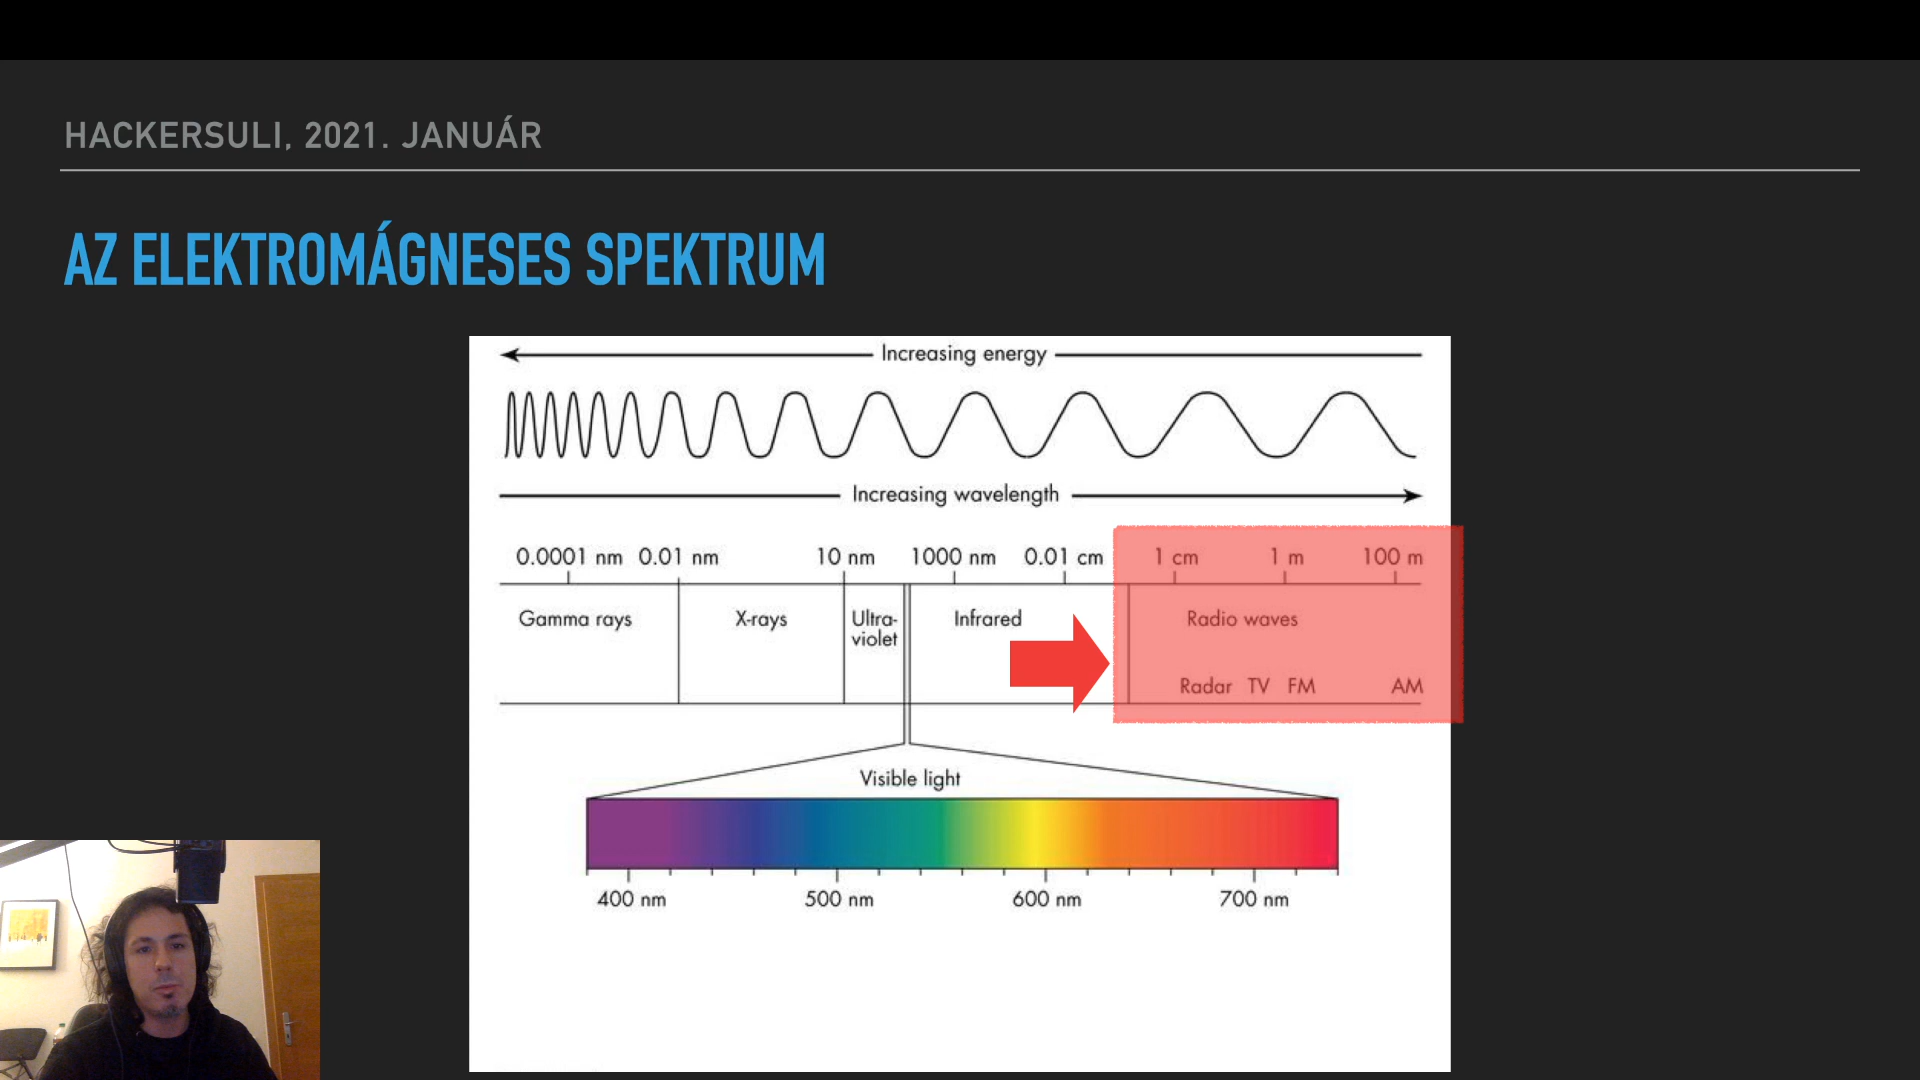 HACKERSULI, 2021. JANUÁR
AZ ELEKTROMÁGNESES SPEKTRUM
Increasing energy
Increasing wavelength
0.0001 nm 0.01 nm 10 nm 1000 nm 0.01 cm 1 cm 1 m 100 m
Gamma rays X-rays Ultra- Infrared Radio waves
violet
Radar TV FM AM
Visible light
400 nm 500 nm 600 nm 700 nm